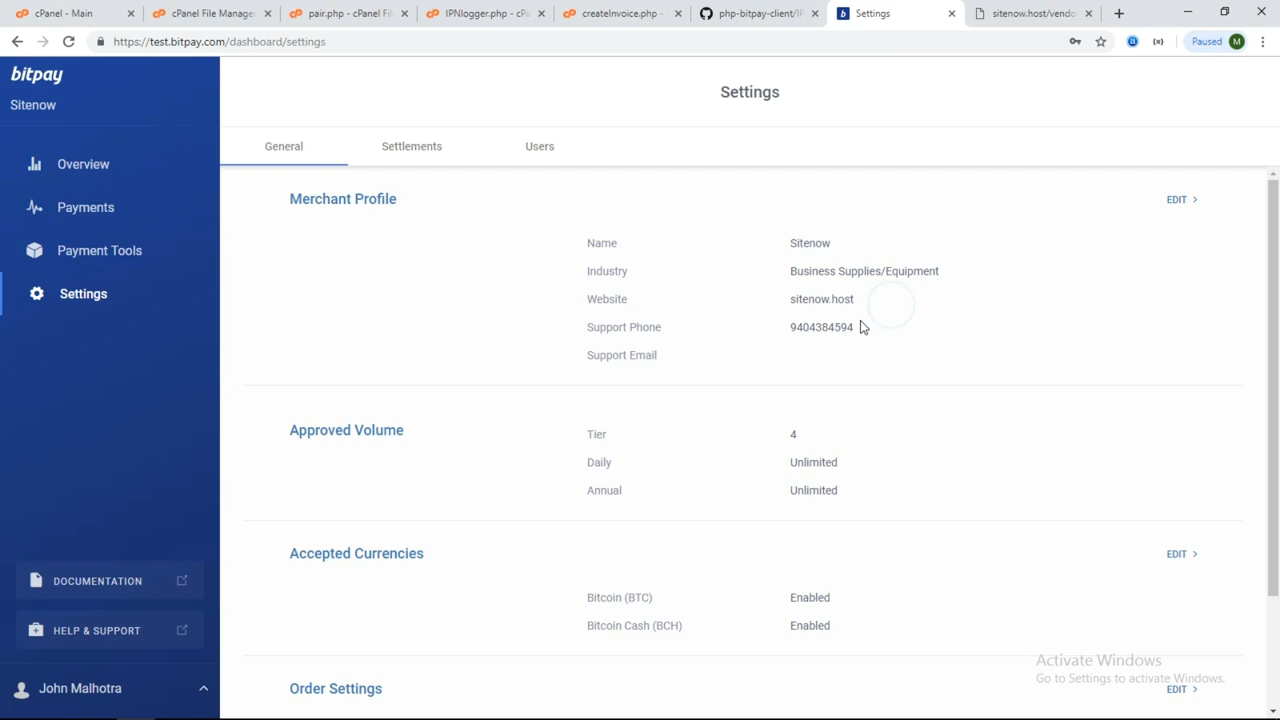 cPanel - Main
cPanel File Manager
pair.php - cPanel Fil
IPNlogger.php - cPa
createInvoice.php -
php-bitpay-client/IP
Settings
sitenow.host/vendo
https://test.bitpay.com/dashboard/settings
Paused M
bitpay
Sitenow
Overview
Payments
Payment Tools
Settings
DOCUMENTATION
HELP & SUPPORT
John Malhotra
Settings
General Settlements Users
Merchant Profile EDIT >
Name Sitenow
Industry Business Supplies/Equipment
Website sitenow.host
Support Phone 9404384594
Support Email
Approved Volume
Tier 4
Daily Unlimited
Annual Unlimited
Accepted Currencies EDIT >
Bitcoin (BTC) Enabled
Bitcoin Cash (BCH) Enabled
Order Settings EDIT >
Activate Windows
Go to Settings to activate Windows.